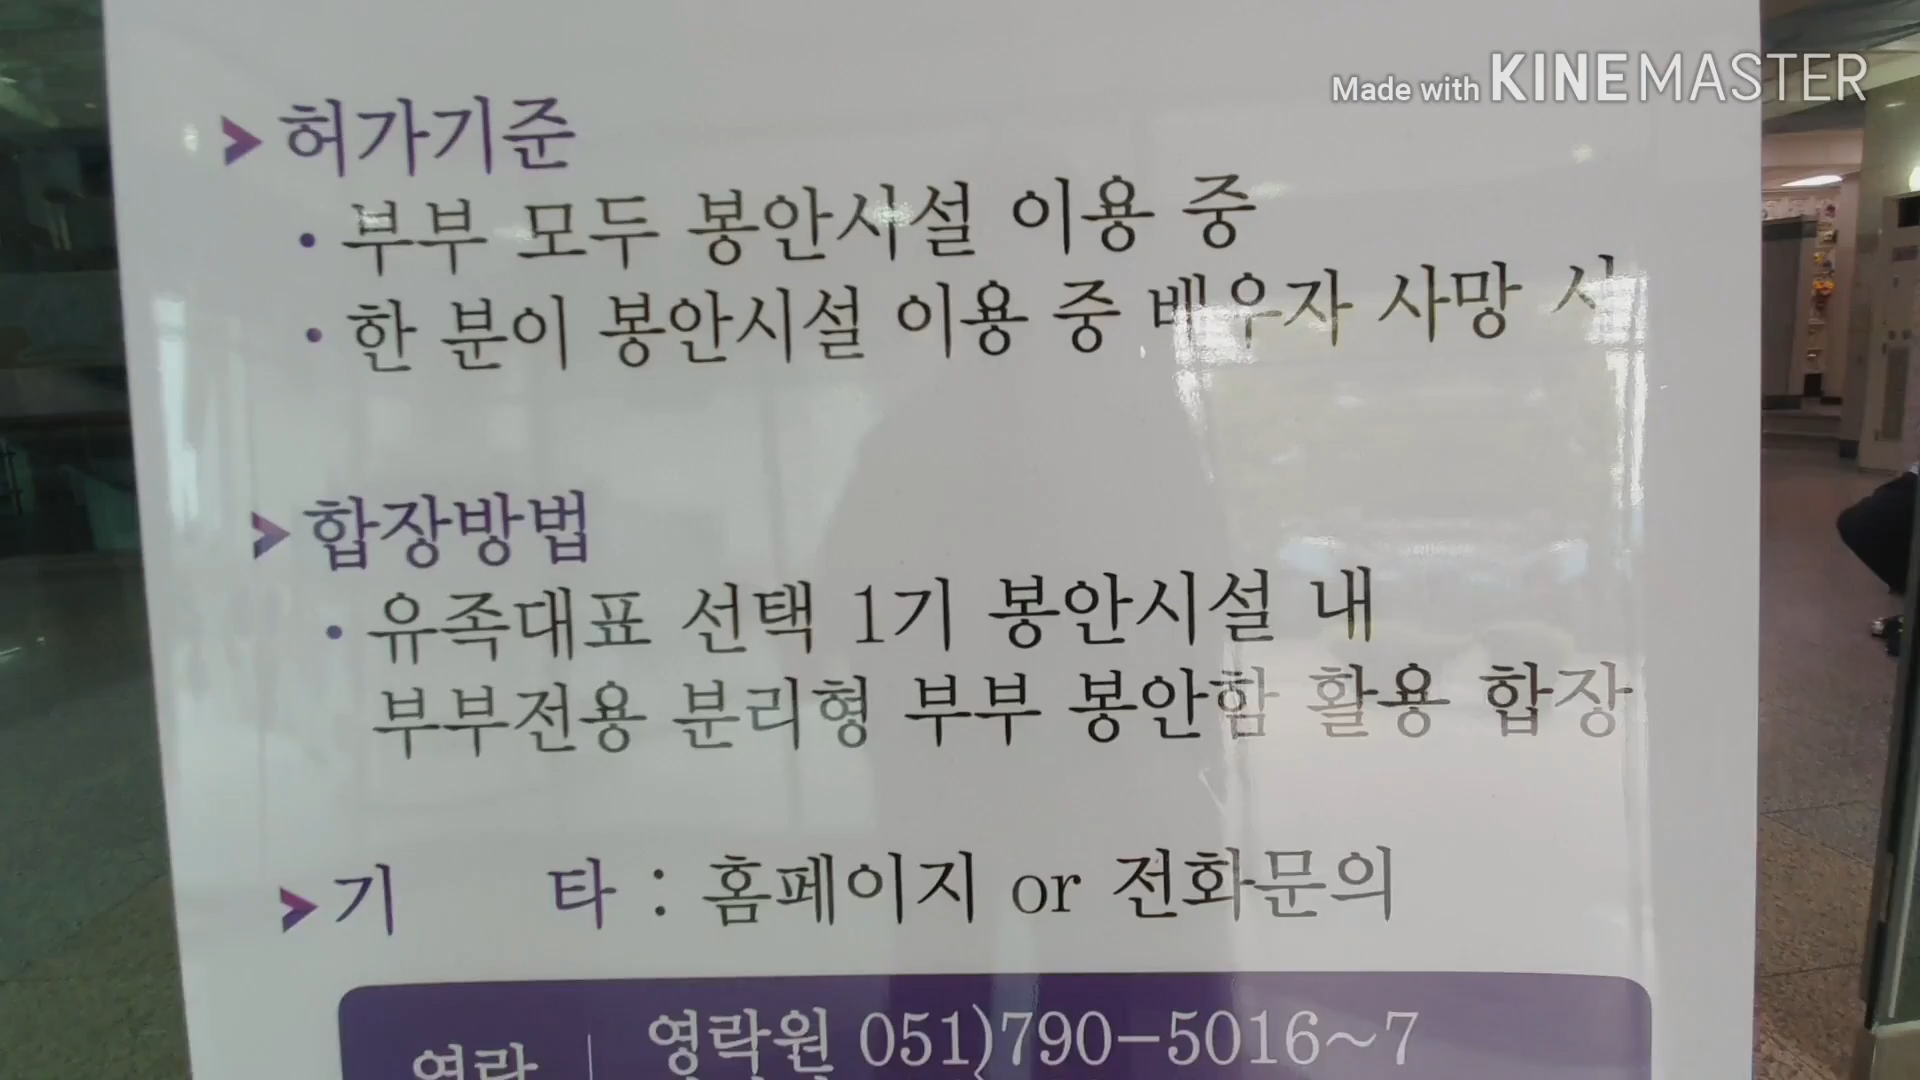 Made with KINEMASTER
허가기준
· 부부 모두 봉안시설 이용 중
· 한 분이 봉안시설 이용 중 배우자 사망 시
합장방법
· 유족대표 선택 1기 봉안시설 내
부부전용 분리형 부부 봉안함 활용 합장
기 타 : 홈페이지 or 전화문의
영락원 051)790-5016~7